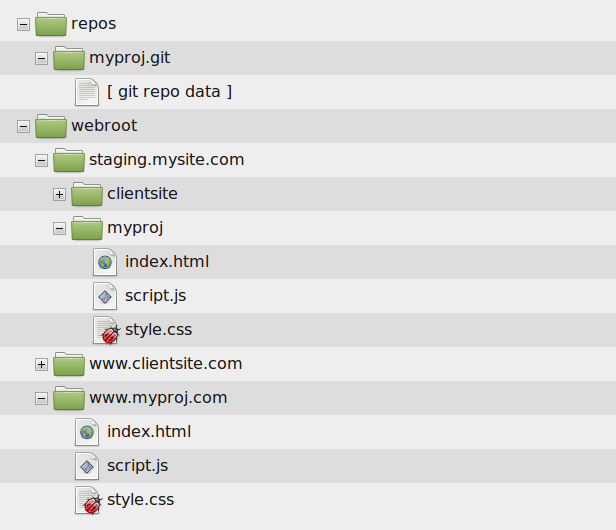 repos
myproj.git
[ git repo data ]
webroot
staging.mysite.com
clientsite
myproj
index.html
script.js
style.css
www.clientsite.com
www.myproj.com
index.html
script.js
style.css